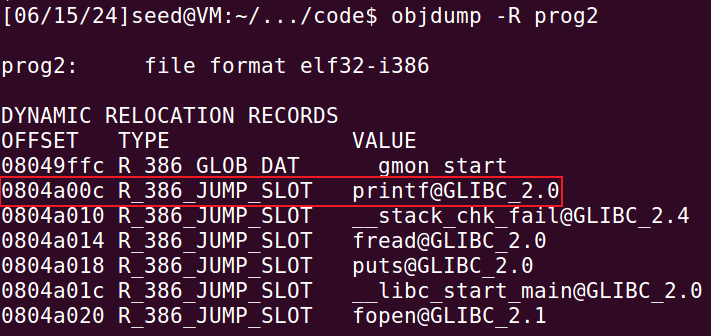 [06/15/24]seed@VM:~/.../code$ objdump -R prog2
prog2:     file format elf32-i386
DYNAMIC RELOCATION RECORDS
OFFSET   TYPE              VALUE
08049ffc R_386_GLOB_DAT    __gmon_start__
0804a00c R_386_JUMP_SLOT   printf@GLIBC_2.0
0804a010 R_386_JUMP_SLOT   __stack_chk_fail@GLIBC_2.4
0804a014 R_386_JUMP_SLOT   fread@GLIBC_2.0
0804a018 R_386_JUMP_SLOT   puts@GLIBC_2.0
0804a01c R_386_JUMP_SLOT   __libc_start_main@GLIBC_2.0
0804a020 R_386_JUMP_SLOT   fopen@GLIBC_2.1